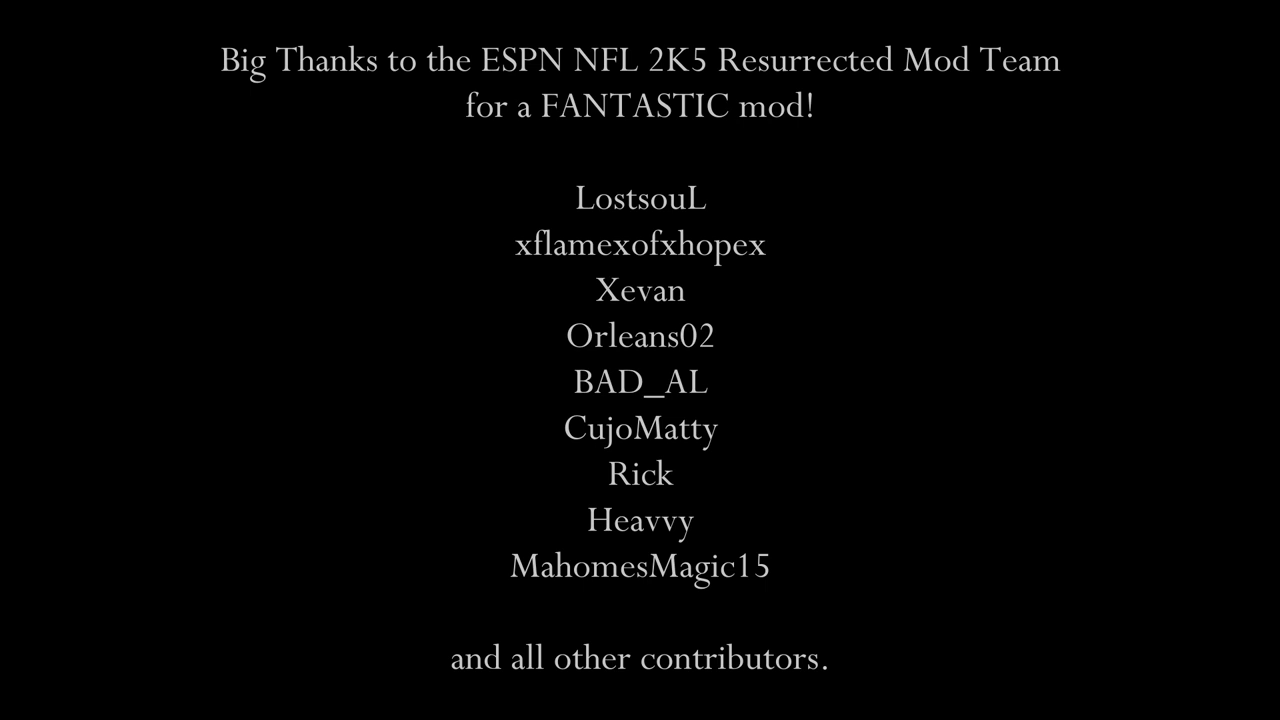 Big Thanks to the ESPN NFL 2K5 Resurrected Mod Team
for a FANTASTIC mod!
LostsouL
xflamexofxhopex
Xevan
Orleans02
BAD_AL
CujoMatty
Rick
Heavvy
MahomesMagic15
and all other contributors.